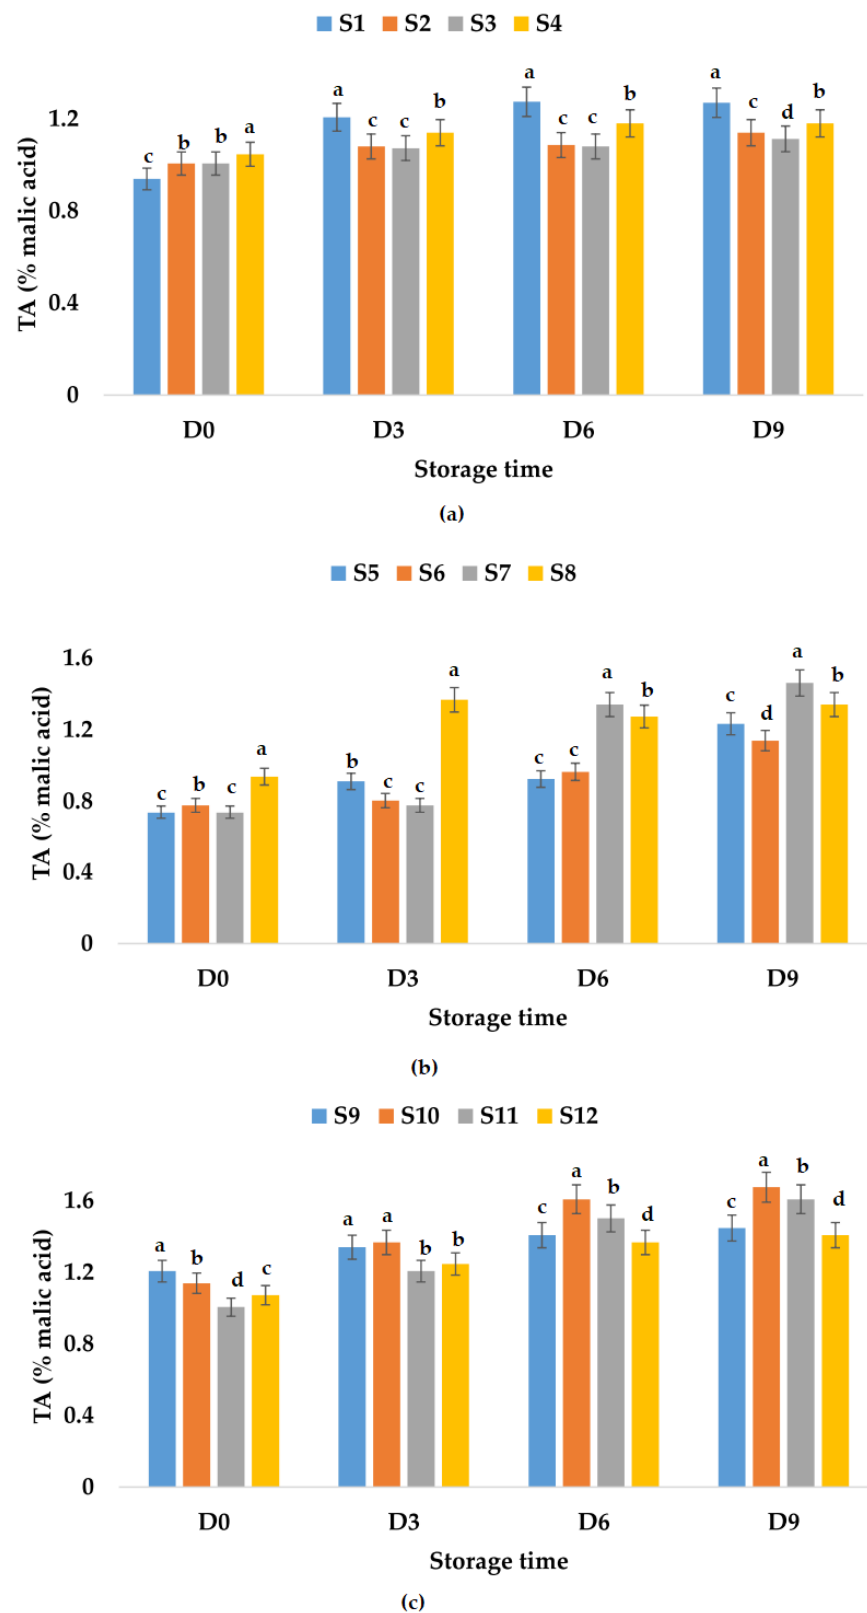 S1 S2 S3 S4
a a a
c b b a c c b c c b c d b
1.2
0.8
0.4
0
TA (% malic acid)
D0 D3 D6 D9
Storage time
(a)
S5 S6 S7 S8
1.6
1.2
0.8
0.4
0
TA (% malic acid)
c b c a b c c a c c a b c d a b
D0 D3 D6 D9
Storage time
(b)
S9 S10 S11 S12
1.6
1.2
0.8
0.4
0
TA (% malic acid)
a b d c a a b b c a b d c a b d
D0 D3 D6 D9
Storage time
(c)